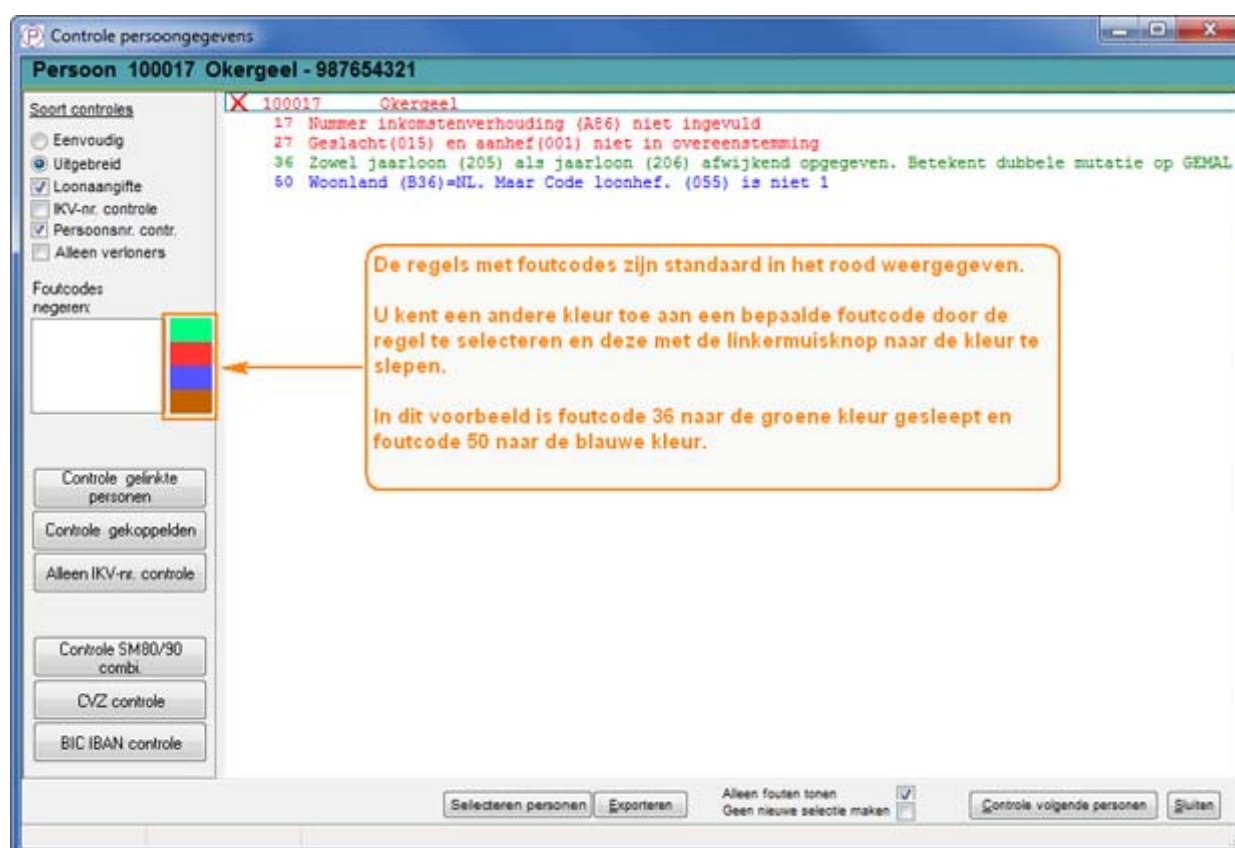 Controle persoongegevens
Persoon 100017 Okergeel - 987654321
Soort controles
Eenvoudig
Uitgebreid
Loonaangifte
IKV-nr. controle
Persoonsnr. contr.
Alleen verloners
Foutcodes
negeren:
Controle gelinkte
personen
Controle gekoppelden
Alleen IKV-nr. controle
Controle SM80/90
combi.
CVZ controle
BIC IBAN controle
X 100017 Okergeel
17 Nummer inkomstenverhouding (A86) niet ingevuld
27 Geslacht(015) en aanhef(001) niet in overeenstemming
36 Zowel jaarloon (205) als jaarloon (206) afwijkend opgegeven. Betekent dubbele mutatie op GEMAL
50 Woonland (B36)=NL. Maar Code loonhef. (055) is niet 1
De regels met foutcodes zijn standaard in het rood weergegeven.
U kent een andere kleur toe aan een bepaalde foutcode door de
regel te selecteren en deze met de linkermuisknop naar de kleur te
slepen.
In dit voorbeeld is foutcode 36 naar de groene kleur gesleept en
foutcode 50 naar de blauwe kleur.
Selecteren personen
Exporteren
Alleen fouten tonen
Geen nieuwe selectie maken
Controle volgende personen
Sluiten